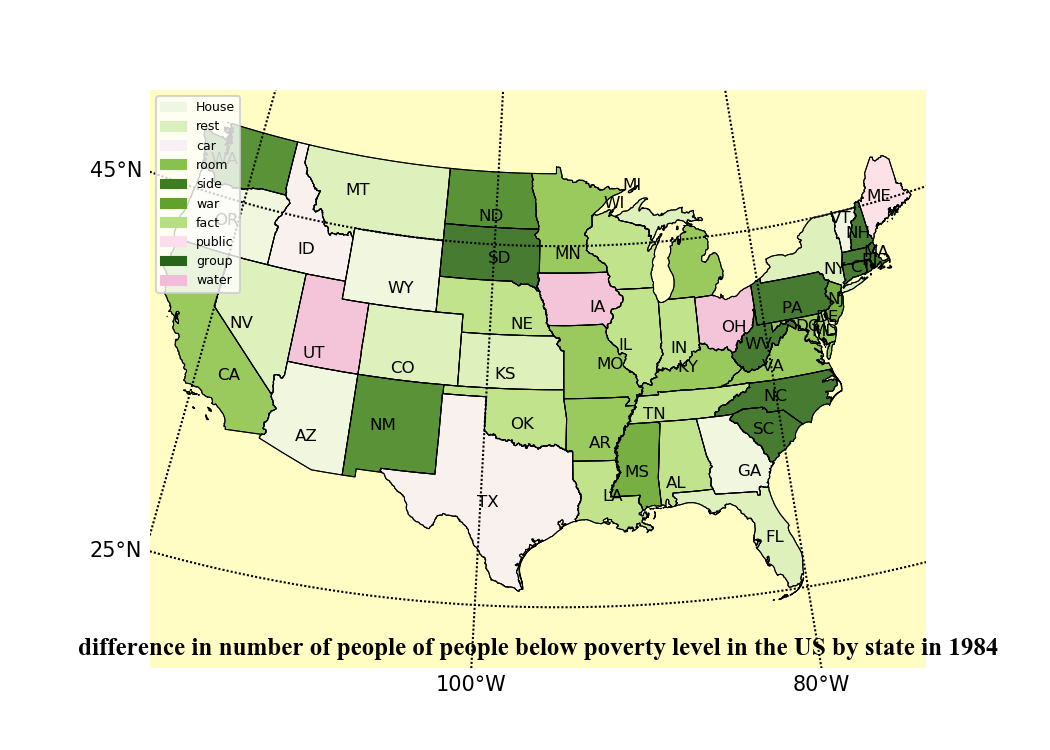 House
rest
car
room
side
war
fact
public
group
water
45°N
25°N
100°W
80°W
WA
OR
CA
NV
ID
MT
WY
UT
AZ
CO
NM
ND
SD
NE
KS
OK
TX
MN
IA
MO
AR
LA
WI
MI
IL
IN
OH
KY
TN
MS
AL
GA
FL
SC
NC
VA
WV
PA
NY
VT
NH
ME
MA
CT
NJ
DE
MD
DC
difference in number of people of people below poverty level in the US by state in 1984